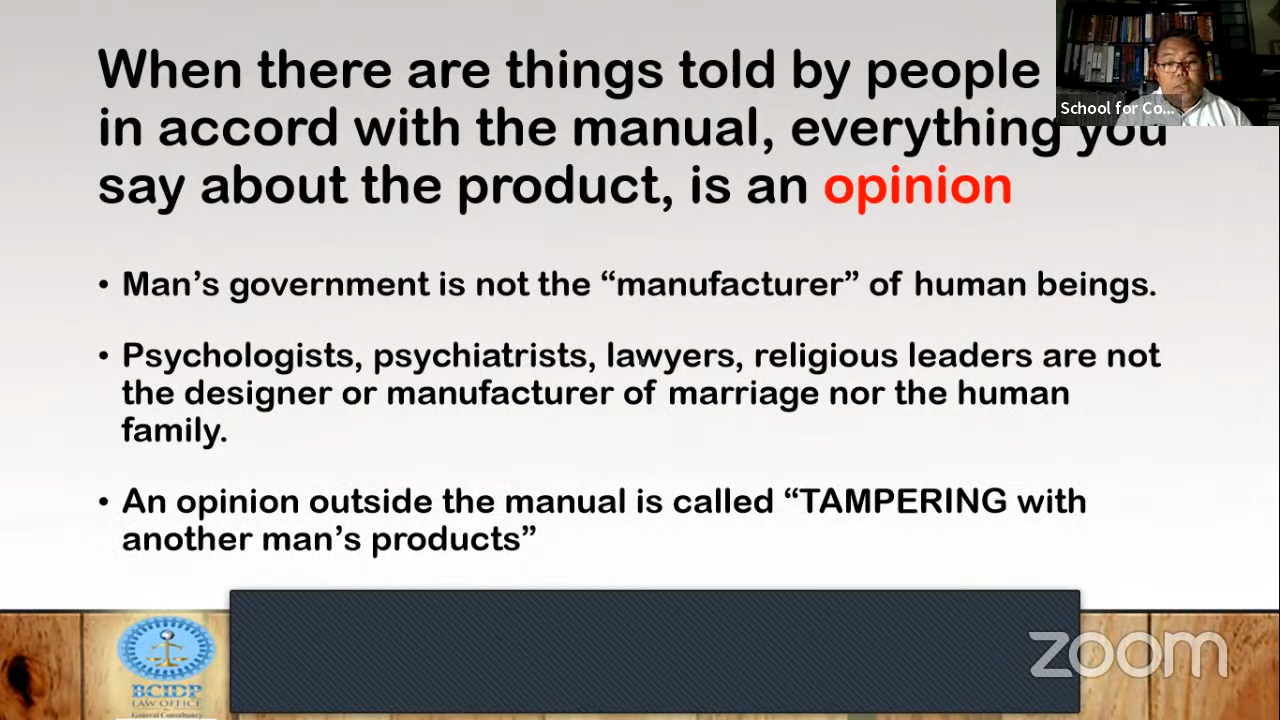 When there are things told by people
in accord with the manual, everything you
say about the product, is an opinion
• Man’s government is not the “manufacturer” of human beings.
• Psychologists, psychiatrists, lawyers, religious leaders are not
the designer or manufacturer of marriage nor the human
family.
• An opinion outside the manual is called “TAMPERING with
another man’s products”
School for Co...
BCIDP
LAW OFFICE
General Consultancy
zoom